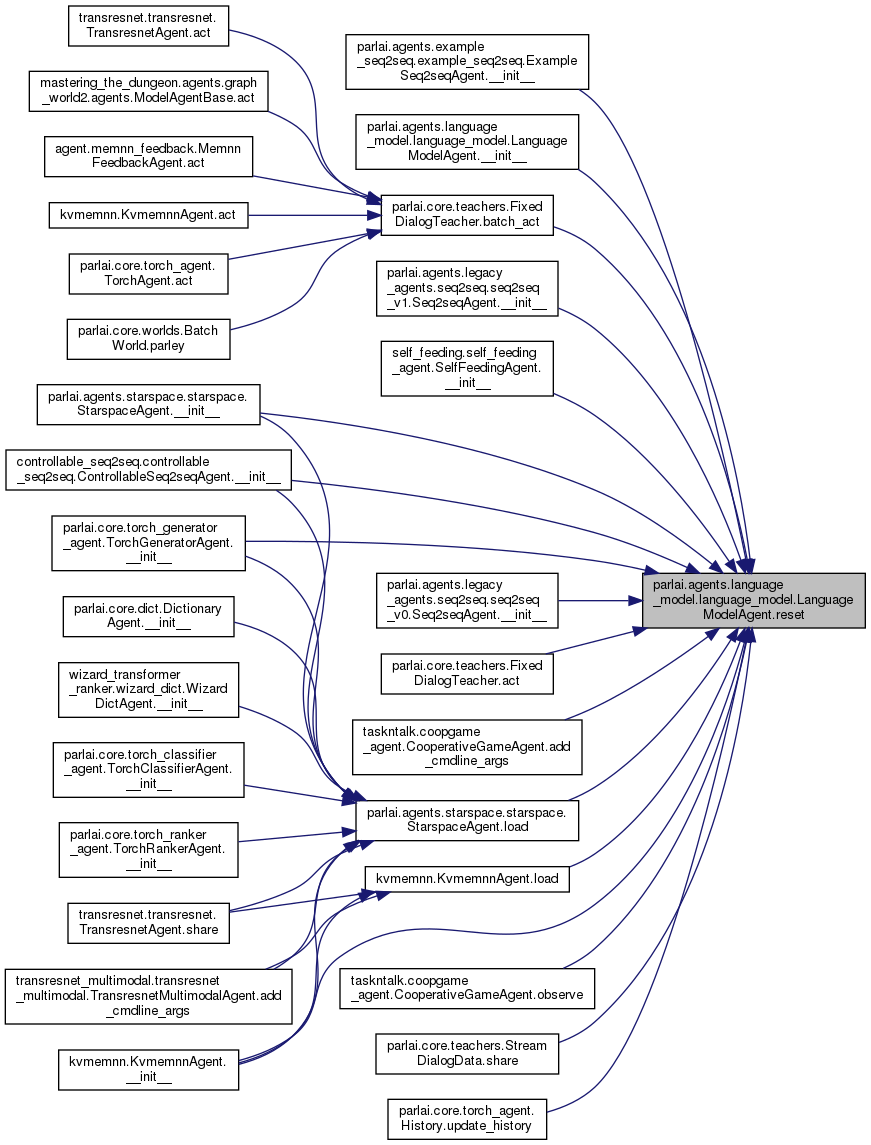 transresnet.transresnet.
TransresnetAgent.act
mastering_the_dungeon.agents.graph
_world2.agents.ModelAgentBase.act
agent.memnn_feedback.Memnn
FeedbackAgent.act
kvmemnn.KvmemnnAgent.act
parlai.core.torch_agent.
TorchAgent.act
parlai.core.worlds.Batch
World.parley
parlai.agents.starspace.starspace.
StarspaceAgent.__init__
controllable_seq2seq.controllable
_seq2seq.ControllableSeq2seqAgent.__init__
parlai.core.torch_generator
_agent.TorchGeneratorAgent.
__init__
parlai.core.dict.Dictionary
Agent.__init__
wizard_transformer
_ranker.wizard_dict.Wizard
DictAgent.__init__
parlai.core.torch_classifier
_agent.TorchClassifierAgent.
__init__
parlai.core.torch_ranker
_agent.TorchRankerAgent.
__init__
transresnet.transresnet.
TransresnetAgent.share
transresnet_multimodal.transresnet
_multimodal.TransresnetMultimodalAgent.add
_cmdline_args
kvmemnn.KvmemnnAgent.
__init__
parlai.agents.example
_seq2seq.example_seq2seq.Example
Seq2seqAgent.__init__
parlai.agents.language
_model.language_model.Language
ModelAgent.__init__
parlai.core.teachers.Fixed
DialogTeacher.batch_act
parlai.agents.legacy
_agents.seq2seq.seq2seq
_v1.Seq2seqAgent.__init__
self_feeding.self_feeding
_agent.SelfFeedingAgent.
__init__
parlai.agents.legacy
_agents.seq2seq.seq2seq
_v0.Seq2seqAgent.__init__
parlai.core.teachers.Fixed
DialogTeacher.act
taskntalk.coopgame
_agent.CooperativeGameAgent.add
_cmdline_args
parlai.agents.starspace.starspace.
StarspaceAgent.load
kvmemnn.KvmemnnAgent.load
taskntalk.coopgame
_agent.CooperativeGameAgent.observe
parlai.core.teachers.Stream
DialogData.share
parlai.core.torch_agent.
History.update_history
parlai.agents.language
_model.language_model.Language
ModelAgent.reset